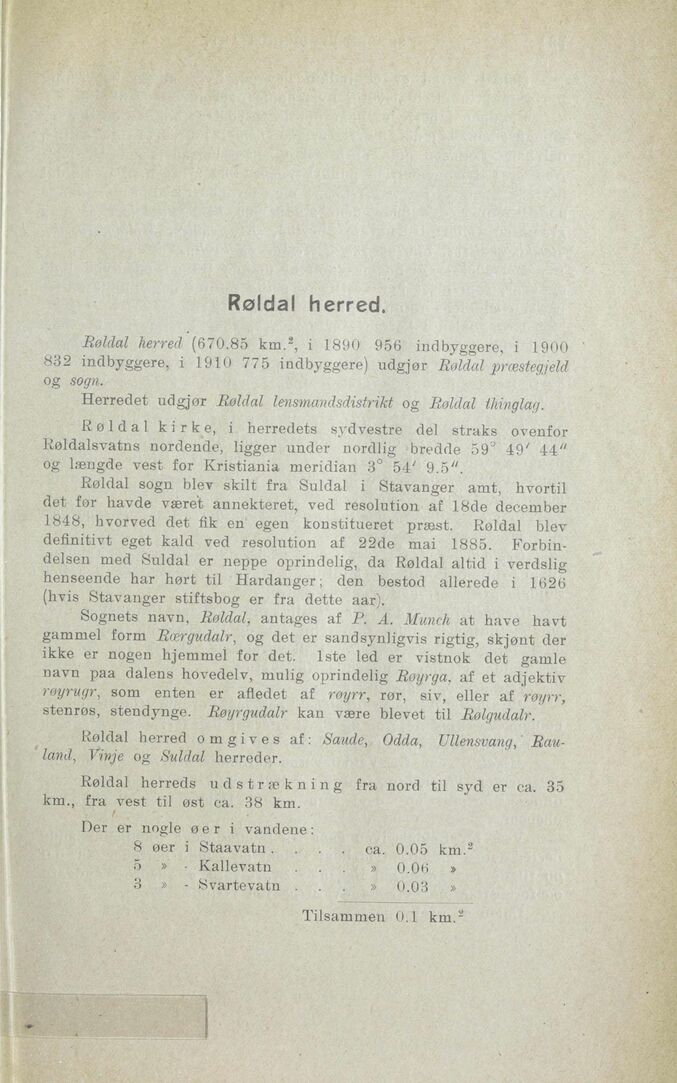 Røldal herred.
Røldal herred (670.85 km.², i 1890 956 indbyggere, i 1900
832 indbyggere, i 1910 775 indbyggere) udgjør Røldal præstegjeld
og sogn.
Herredet udgjør Røldal lensmandsdistrikt og Røldal thinglag.
Røldal kirke, i herredets sydvestre del straks ovenfor
Røldalsvatns nordende, ligger under nordlig bredde 59° 49′ 44″
og længde vest for Kristiania meridian 3° 54′ 9.5″.
Røldal sogn blev skilt fra Suldal i Stavanger amt, hvortil
det før havde været annekteret, ved resolution af 18de december
1848, hvorved det fik en egen konstitueret præst. Røldal blev
definitivt eget kald ved resolution af 22de mai 1885. Forbin-
delsen med Suldal er neppe oprindelig, da Røldal altid i verdslig
henseende har hørt til Hardanger; den bestod allerede i 1626
(hvis Stavanger stiftsbog er fra dette aar).
Sognets navn, Røldal, antages af P. A. Munch at have havt
gammel form Rærgudalr, og det er sandsynligvis rigtig, skjønt der
ikke er nogen hjemmel for det. 1ste led er vistnok det gamle
navn paa dalens hovedelv, mulig oprindelig Røyrga, af et adjektiv
røyrugr, som enten er afledet af røyrr, rør, siv, eller af røyrr,
stenrøs, stendynge. Røyrgudalr kan være blevet til Rølgudalr.
Røldal herred omgives af: Saude, Odda, Ullensvang, Rau-
land, Vinje og Suldal herreder.
Røldal herreds udstrækning fra nord til syd er ca. 35
km., fra vest til øst ca. 38 km.
Der er nogle øer i vandene:
8 øer i Staavatn . . . . ca. 0.05 km.²
5 » - Kallevatn . . . » 0.06 »
3 » - Svartevatn . . . » 0.03 »
Tilsammen 0.1 km.²